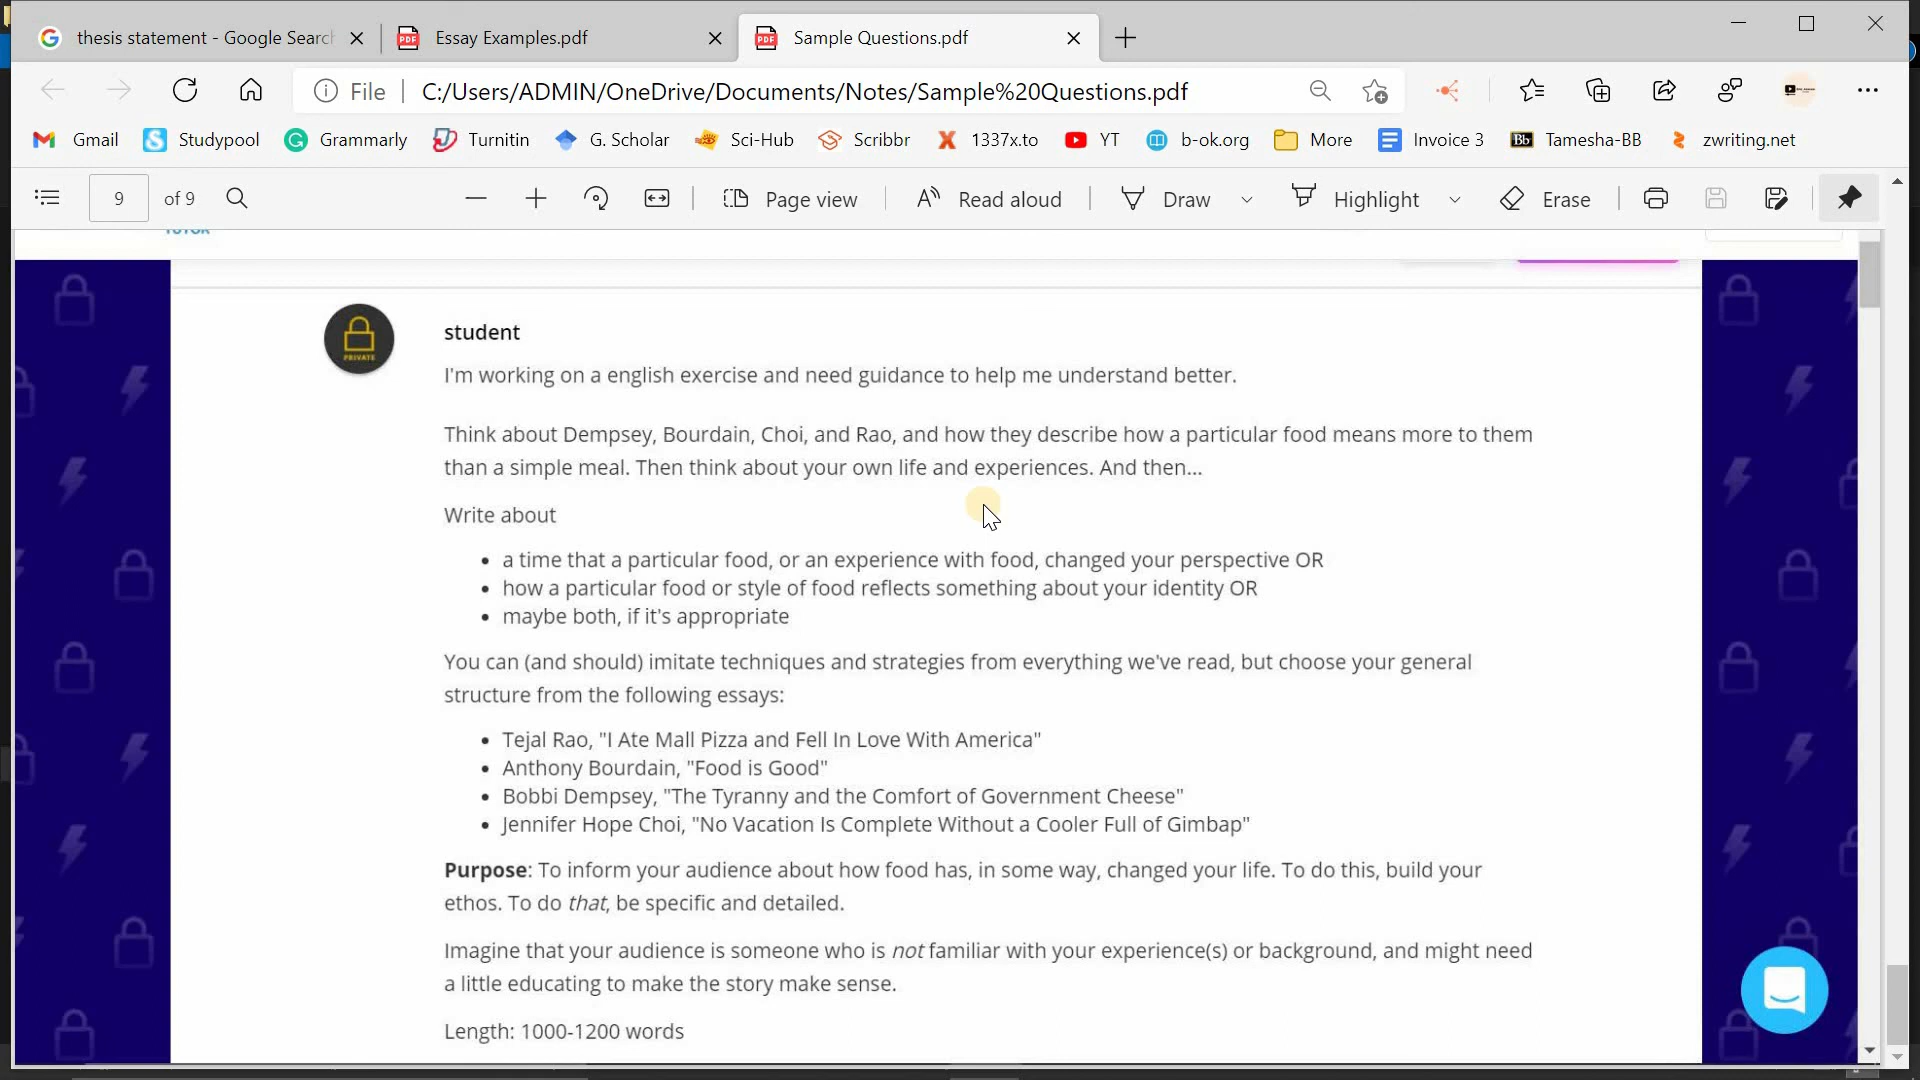 thesis statement - Google Search
Essay Examples.pdf
Sample Questions.pdf
File
C:/Users/ADMIN/OneDrive/Documents/Notes/Sample%20Questions.pdf
Gmail
Studypool
Grammarly
Turnitin
G. Scholar
Sci-Hub
Scribbr
1337x.to
YT
b-ok.org
More
Invoice 3
Tamesha-BB
zwriting.net
9 of 9
Page view
Read aloud
Draw
Highlight
Erase
TUTOR
PRIVATE
student
I'm working on a english exercise and need guidance to help me understand better.
Think about Dempsey, Bourdain, Choi, and Rao, and how they describe how a particular food means more to them
than a simple meal. Then think about your own life and experiences. And then...
Write about
• a time that a particular food, or an experience with food, changed your perspective OR
• how a particular food or style of food reflects something about your identity OR
• maybe both, if it's appropriate
You can (and should) imitate techniques and strategies from everything we've read, but choose your general
structure from the following essays:
• Tejal Rao, "I Ate Mall Pizza and Fell In Love With America"
• Anthony Bourdain, "Food is Good"
• Bobbi Dempsey, "The Tyranny and the Comfort of Government Cheese"
• Jennifer Hope Choi, "No Vacation Is Complete Without a Cooler Full of Gimbap"
Purpose: To inform your audience about how food has, in some way, changed your life. To do this, build your
ethos. To do that, be specific and detailed.
Imagine that your audience is someone who is not familiar with your experience(s) or background, and might need
a little educating to make the story make sense.
Length: 1000-1200 words